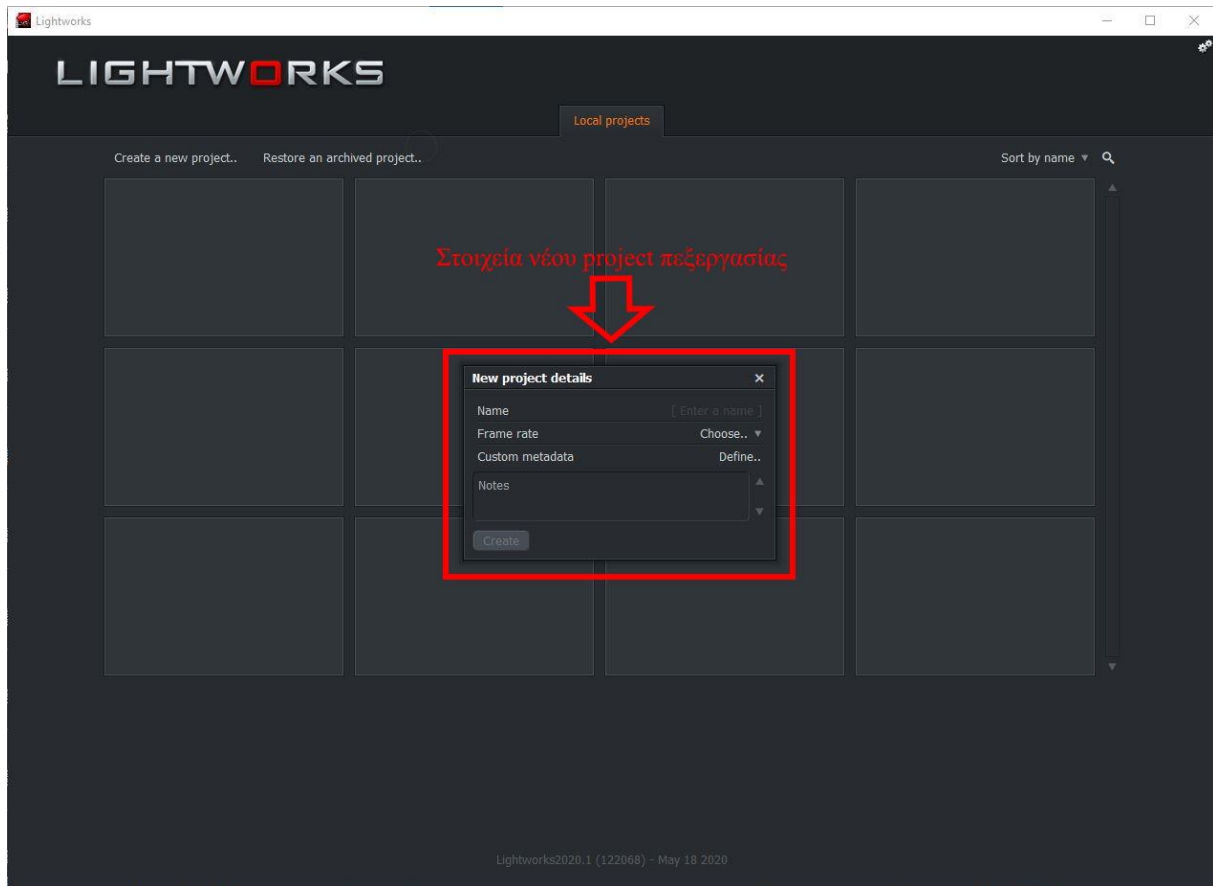 Lightworks
LIGHTWORKS
Local projects
Create a new project.. Restore an archived project.. Sort by name
Στοιχεία νέου project πεξεργασίας
New project details
Name [ Enter a name ]
Frame rate Choose..
Custom metadata Define..
Notes
Create
Lightworks2020.1 (122068) - May 18 2020